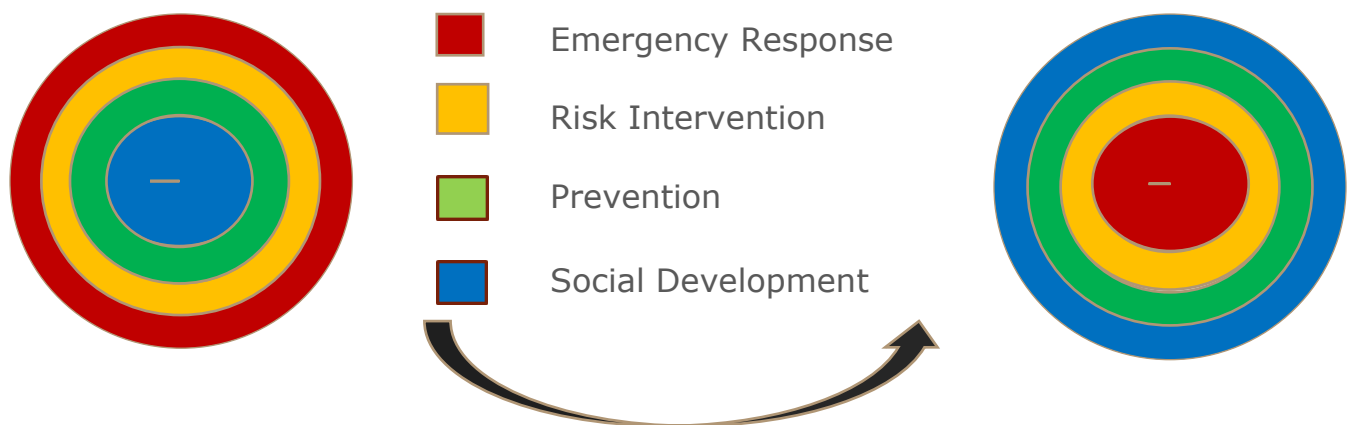 Emergency Response
Risk Intervention
Prevention
Social Development